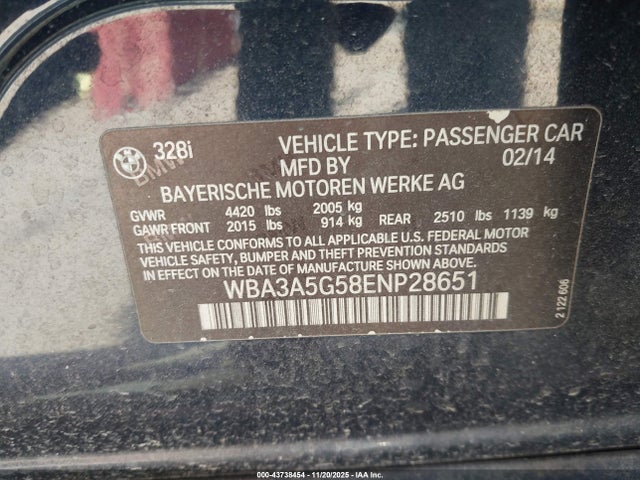 BMW 328i VEHICLE TYPE: PASSENGER CAR
MFD BY 02/14
BAYERISCHE MOTOREN WERKE AG
GVWR 4420 lbs 2005 kg
GAWR FRONT 2015 lbs 914 kg REAR 2510 lbs 1139 kg
THIS VEHICLE CONFORMS TO ALL APPLICABLE U.S. FEDERAL MOTOR
VEHICLE SAFETY, BUMPER AND THEFT PREVENTION STANDARDS
IN EFFECT ON THE DATE OF MANUFACTURE SHOWN ABOVE.
WBA3A5G58ENP28651
2 122 606
000-43738454 - 11/20/2025 - IAA Inc.